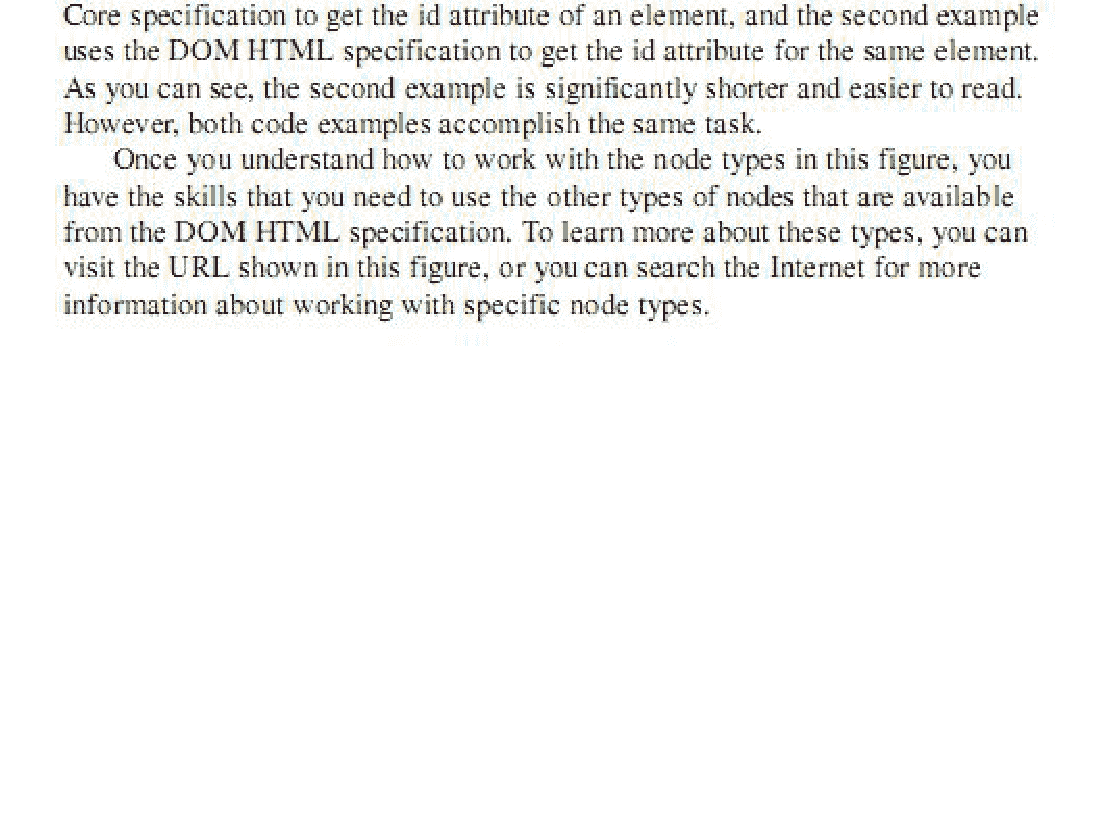 Core specification to get the id attribute of an element, and the second example
uses the DOM HTML specification to get the id attribute for the same element.
As you can see, the second example is significantly shorter and easier to read.
However, both code examples accomplish the same task.
Once you understand how to work with the node types in this figure, you
have the skills that you need to use the other types of nodes that are available
from the DOM HTML specification. To learn more about these types, you can
visit the URL shown in this figure, or you can search the Internet for more
information about working with specific node types.